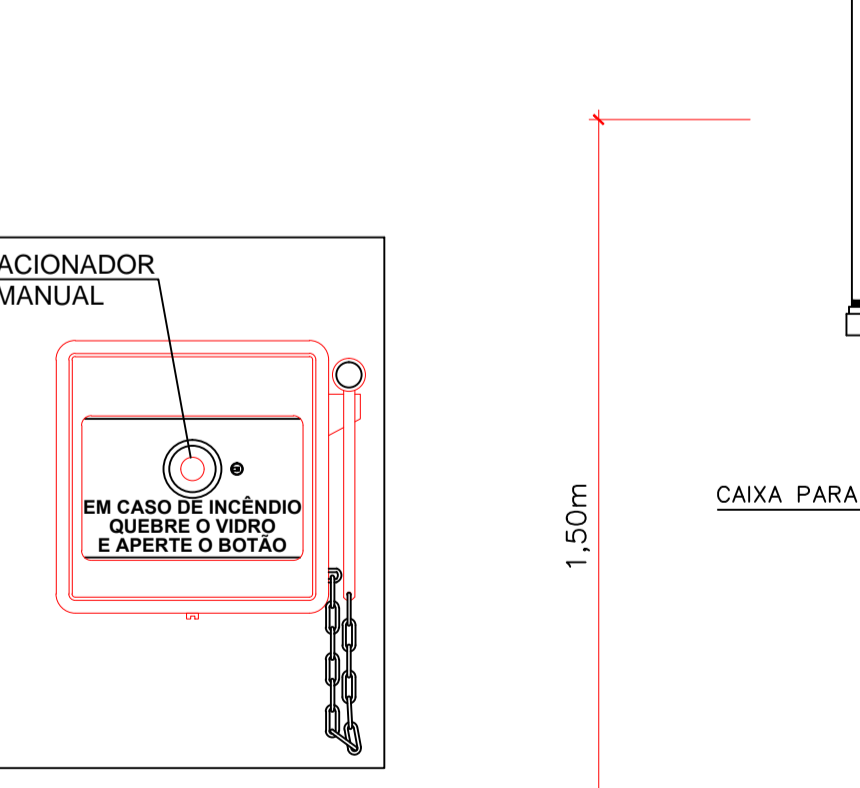 ACIONADOR
MANUAL
EM CASO DE INCÊNDIO
QUEBRE O VIDRO
E APERTE O BOTÃO
1,50m
CAIXA PARA